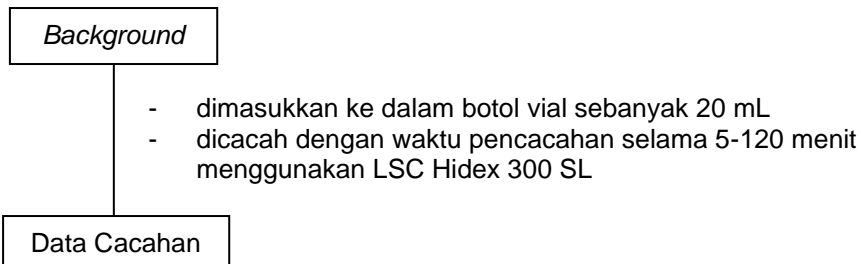 Background
- dimasukkan ke dalam botol vial sebanyak 20 mL
- dicacah dengan waktu pencacahan selama 5-120 menit
menggunakan LSC Hidex 300 SL
Data Cacahan